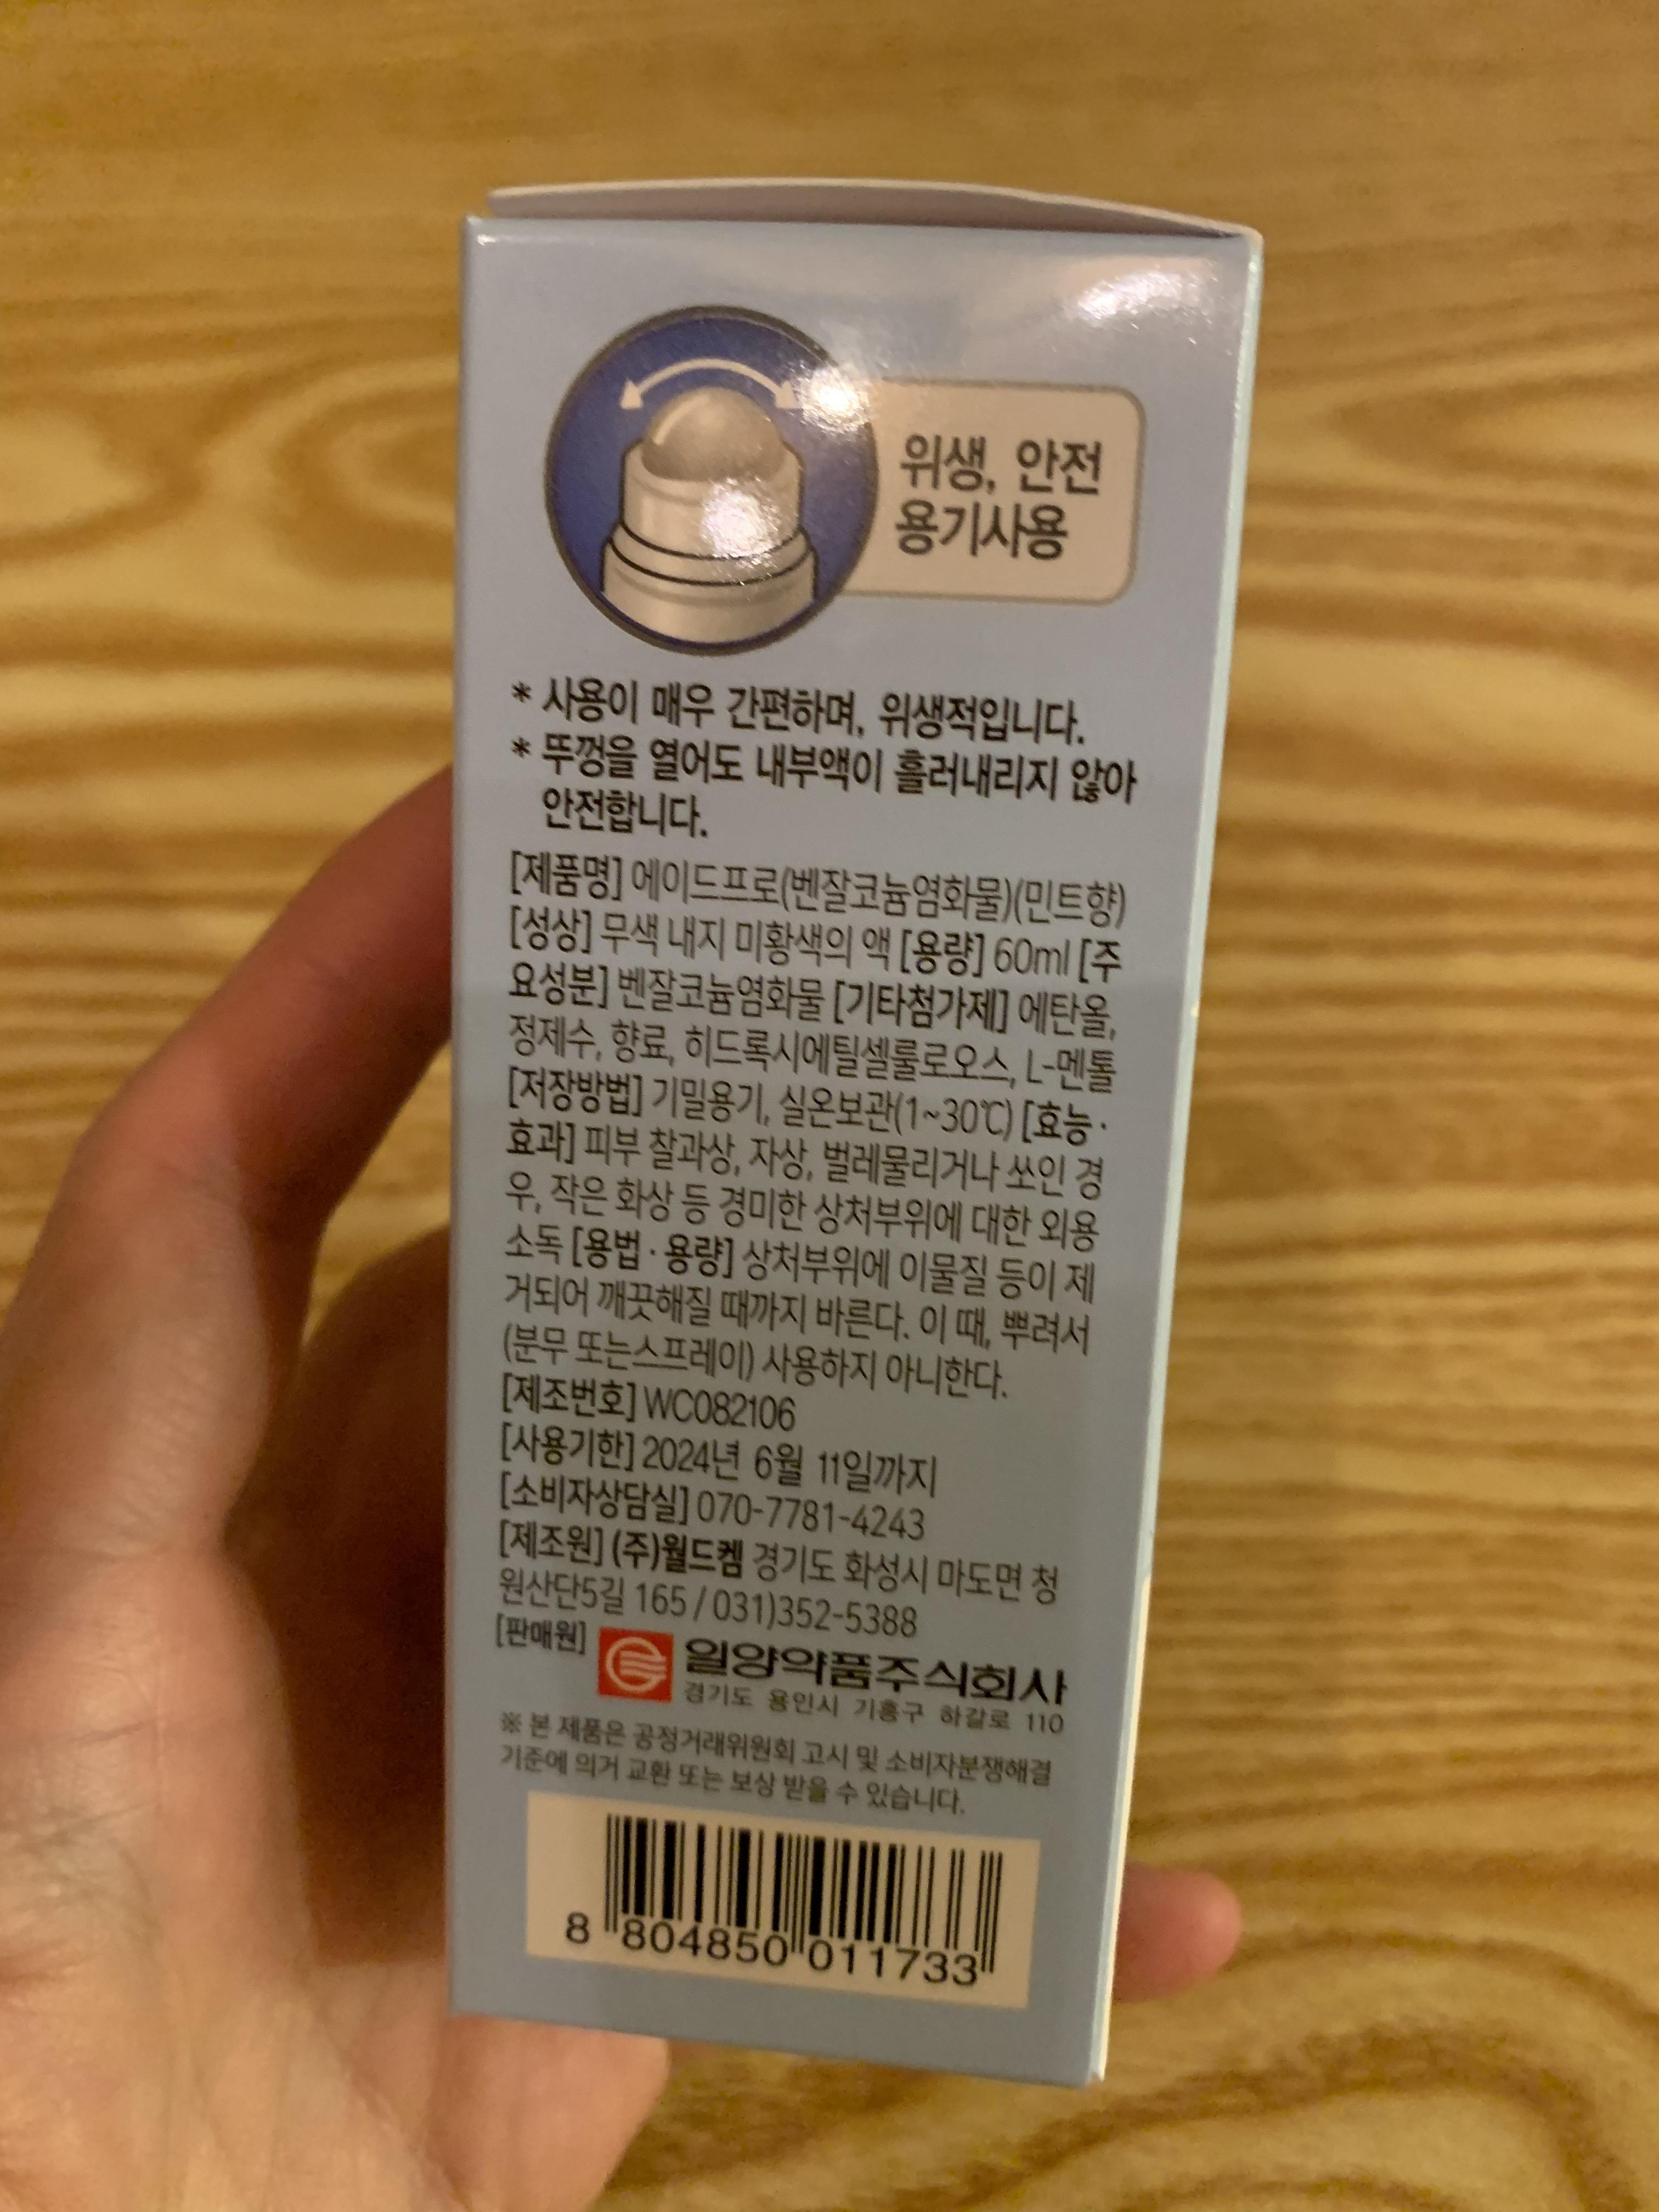 위생, 안전
용기사용
* 사용이 매우 간편하며, 위생적입니다.
* 뚜껑을 열어도 내부액이 흘러내리지 않아
안전합니다.
[제품명] 에이드프로(벤잘코늄염화물)(민트향)
[성상] 무색 내지 미황색의 액 [용량] 60ml [주
요성분] 벤잘코늄염화물 [기타첨가제] 에탄올,
정제수, 향료, 히드록시에틸셀룰로오스, L-멘톨
[저장방법] 기밀용기, 실온보관(1~30℃) [효능·
효과] 피부 찰과상, 자상, 벌레물리거나 쏘인 경
우, 작은 화상 등 경미한 상처부위에 대한 외용
소독 [용법·용량] 상처부위에 이물질 등이 제
거되어 깨끗해질 때까지 바른다. 이 때, 뿌려서
(분무 또는스프레이) 사용하지 아니한다.
[제조번호] WC082106
[사용기한] 2024년 6월 11일까지
[소비자상담실] 070-7781-4243
[제조원] (주)월드켐 경기도 화성시 마도면 청
원산단5길 165 / 031)352-5388
[판매원] 일양약품주식회사
경기도 용인시 기흥구 하갈로 110
※ 본 제품은 공정거래위원회 고시 및 소비자분쟁해결
기준에 의거 교환 또는 보상 받을 수 있습니다.
8 804850 011733